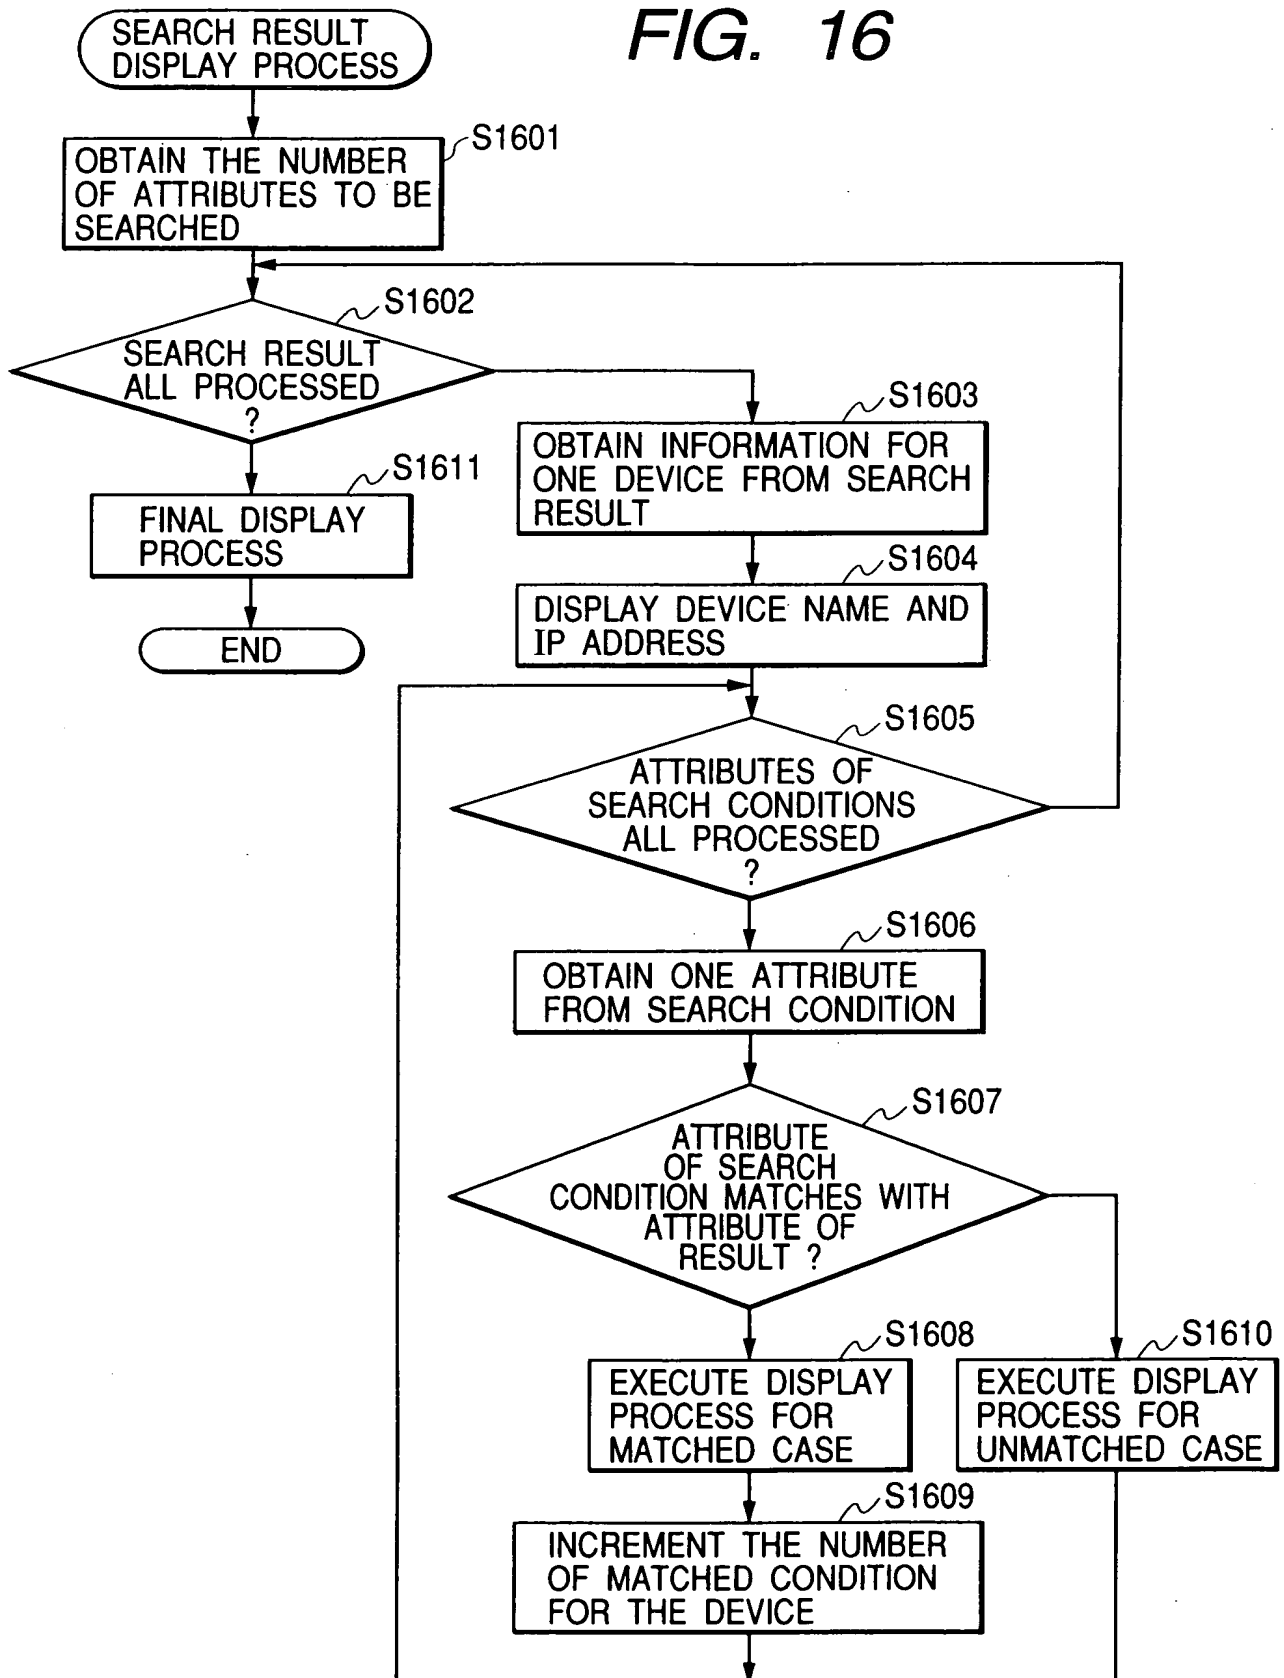 FIG. 16
SEARCH RESULT
DISPLAY PROCESS
S1601
OBTAIN THE NUMBER
OF ATTRIBUTES TO BE
SEARCHED
S1602
SEARCH RESULT
ALL PROCESSED
?
S1611
FINAL DISPLAY
PROCESS
END
S1603
OBTAIN INFORMATION FOR
ONE DEVICE FROM SEARCH
RESULT
S1604
DISPLAY DEVICE NAME AND
IP ADDRESS
S1605
ATTRIBUTES OF
SEARCH CONDITIONS
ALL PROCESSED
?
S1606
OBTAIN ONE ATTRIBUTE
FROM SEARCH CONDITION
S1607
ATTRIBUTE
OF SEARCH
CONDITION MATCHES WITH
ATTRIBUTE OF
RESULT ?
S1608
EXECUTE DISPLAY
PROCESS FOR
MATCHED CASE
S1610
EXECUTE DISPLAY
PROCESS FOR
UNMATCHED CASE
S1609
INCREMENT THE NUMBER
OF MATCHED CONDITION
FOR THE DEVICE